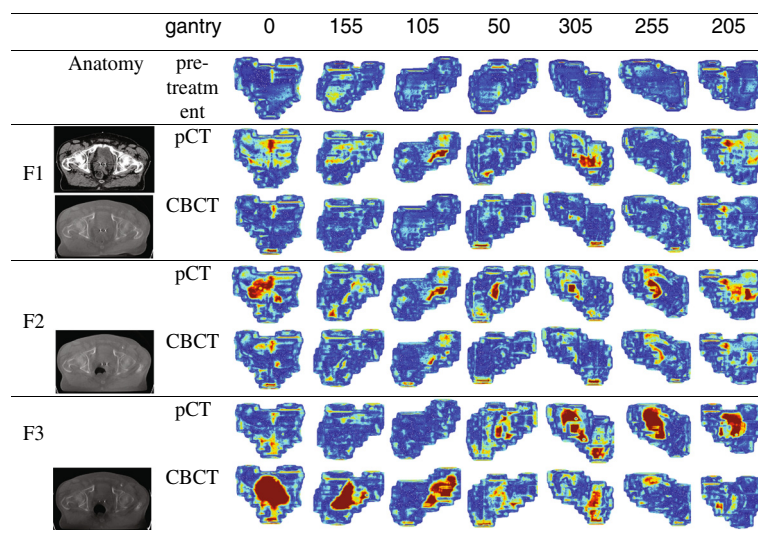 gantry 0 155 105 50 305 255 205
Anatomy pre-
treatm
ent
pCT
F1
CBCT
pCT
F2
CBCT
pCT
F3
CBCT